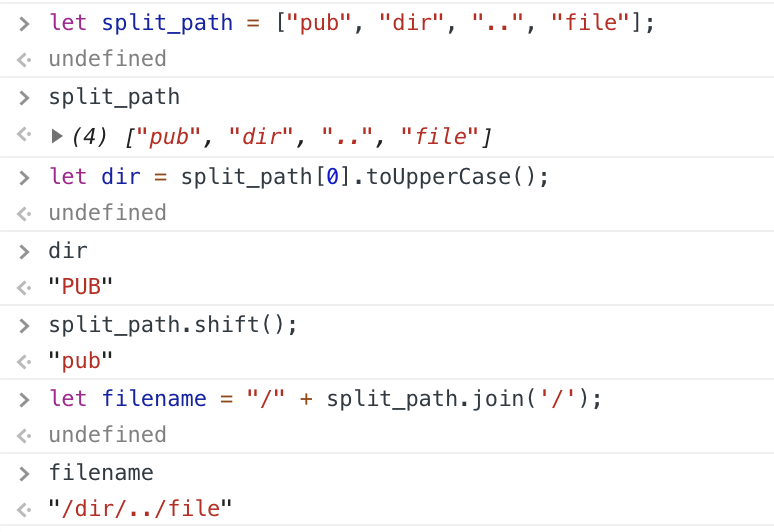 > let split_path = ["pub", "dir", "..", "file"];
< undefined
> split_path
< ▶ (4) ["pub", "dir", "..", "file"]
> let dir = split_path[0].toUpperCase();
< undefined
> dir
< "PUB"
> split_path.shift();
< "pub"
> let filename = "/" + split_path.join('/');
< undefined
> filename
< "/dir/../file"